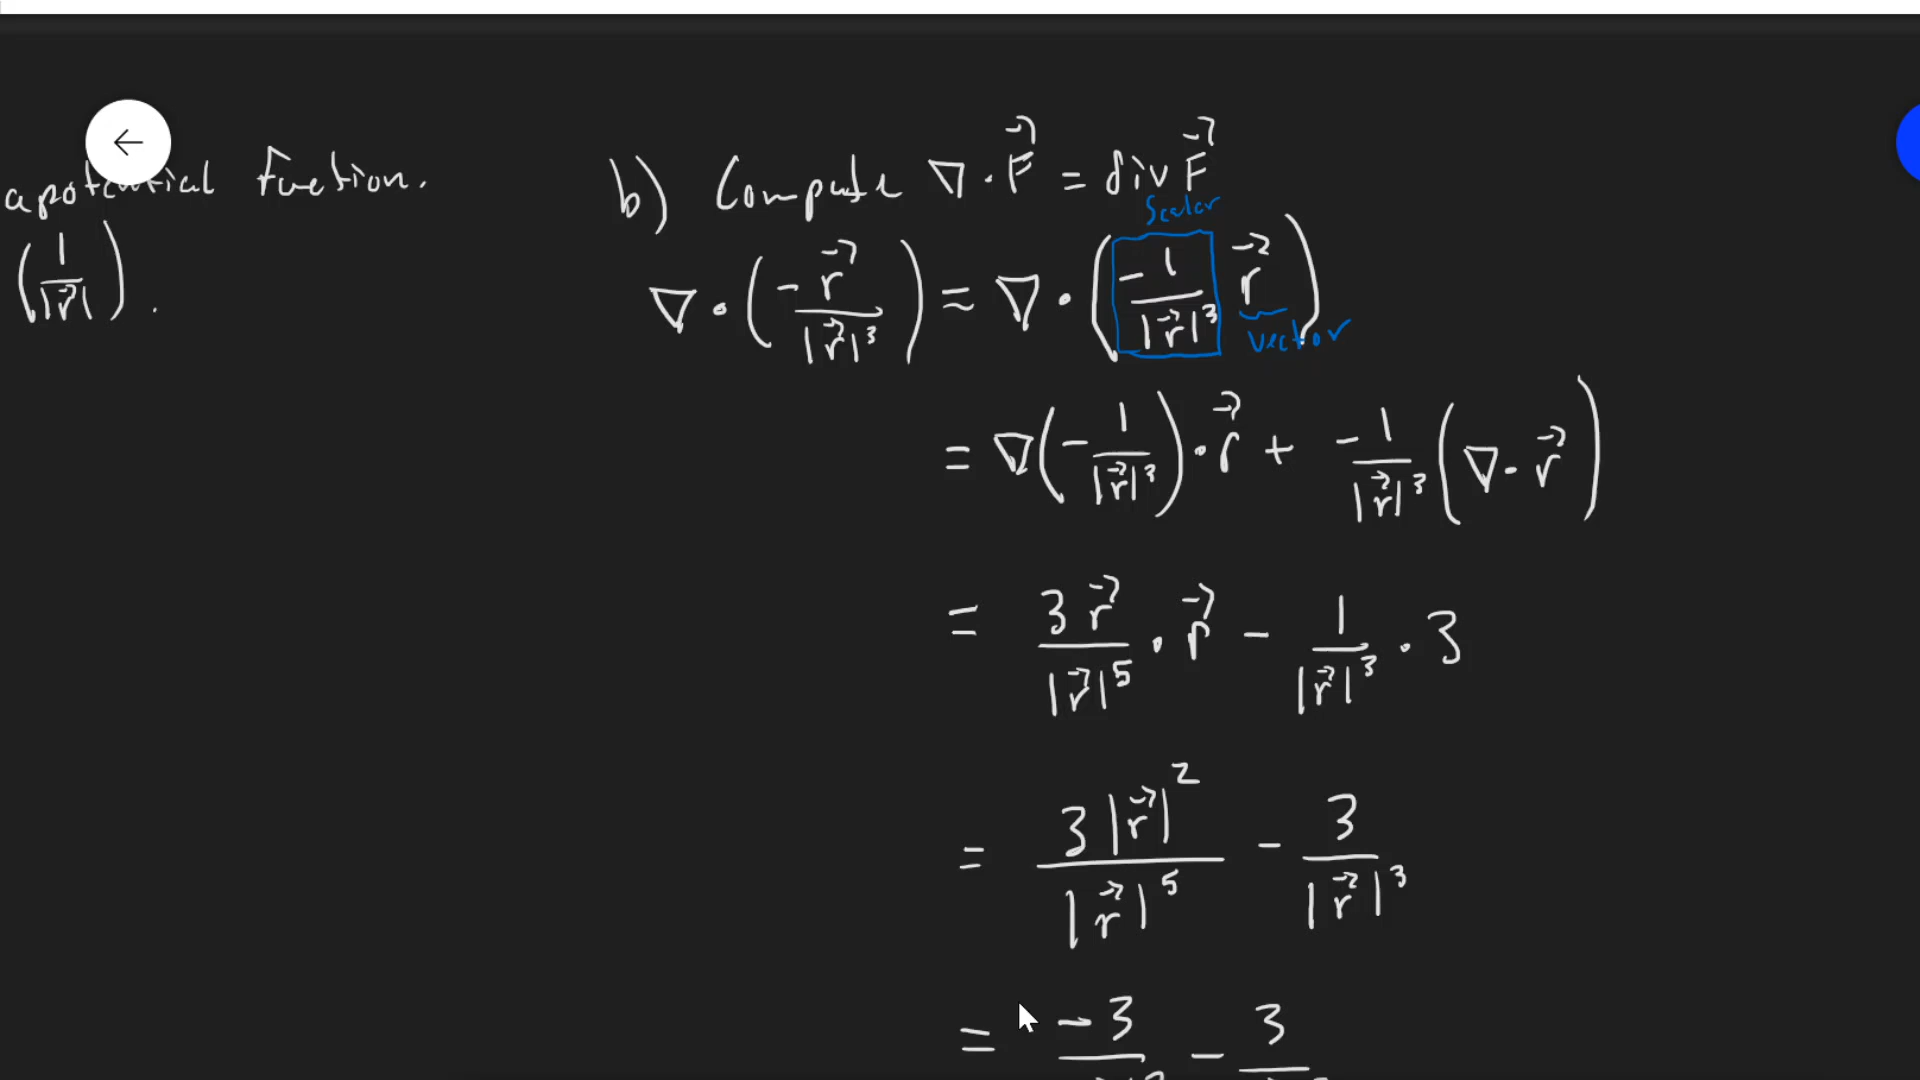 a potential function.
(1/|r⃗|).
b) Compute ∇·F⃗ = div F⃗
scalar
∇·(-r⃗/|r⃗|³) = ∇·(-1/|r⃗|³ r⃗)
vector
= ∇(-1/|r⃗|³)·r⃗ + -1/|r⃗|³(∇·r⃗)
= 3r⃗/|r⃗|⁵ · r⃗ - 1/|r⃗|³ · 3
= 3|r⃗|²/|r⃗|⁵ - 3/|r⃗|³
= -3 - 3